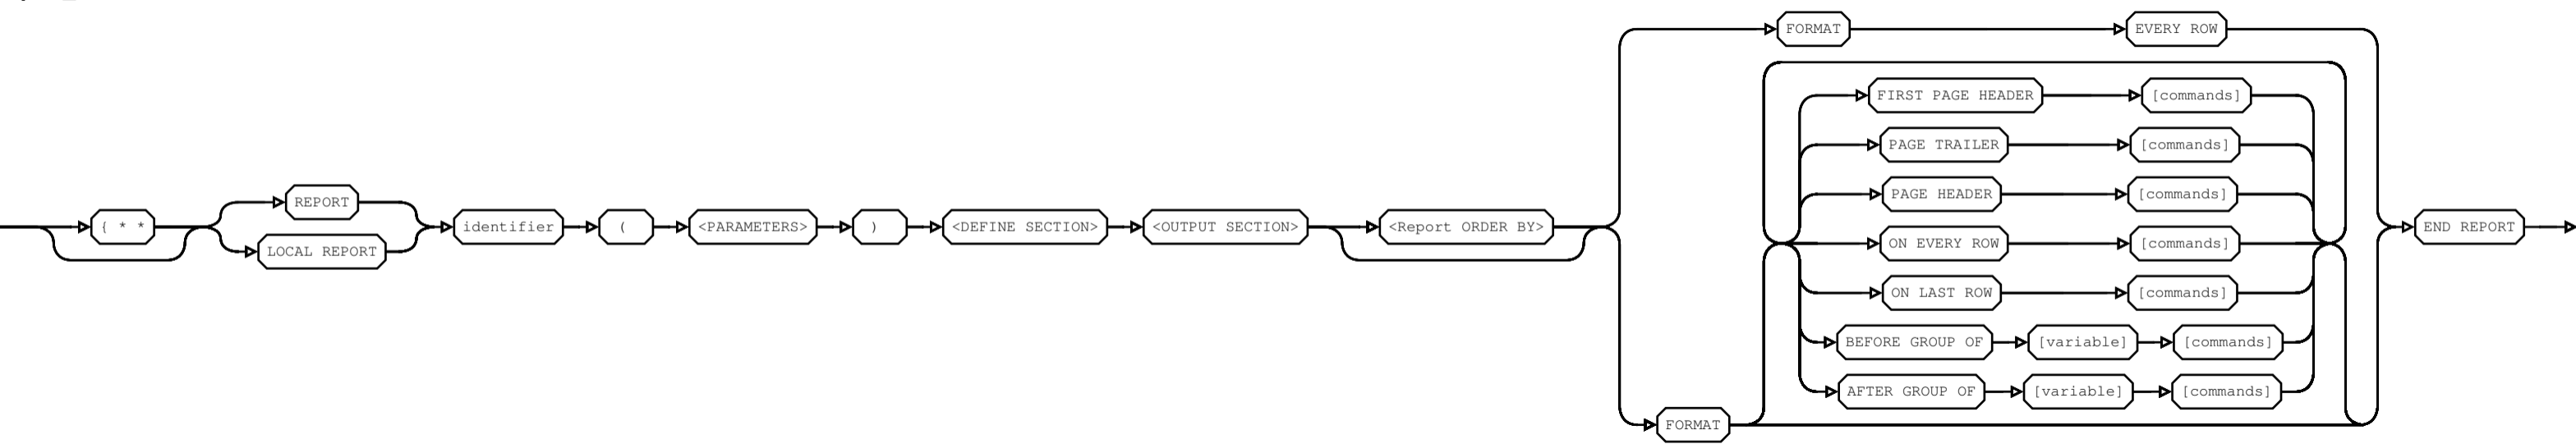 { * *
REPORT
LOCAL REPORT
identifier
(
<PARAMETERS>
)
<DEFINE SECTION>
<OUTPUT SECTION>
<Report ORDER BY>
FORMAT
EVERY ROW
FORMAT
FIRST PAGE HEADER
[commands]
PAGE TRAILER
[commands]
PAGE HEADER
[commands]
ON EVERY ROW
[commands]
ON LAST ROW
[commands]
BEFORE GROUP OF
[variable]
[commands]
AFTER GROUP OF
[variable]
[commands]
END REPORT